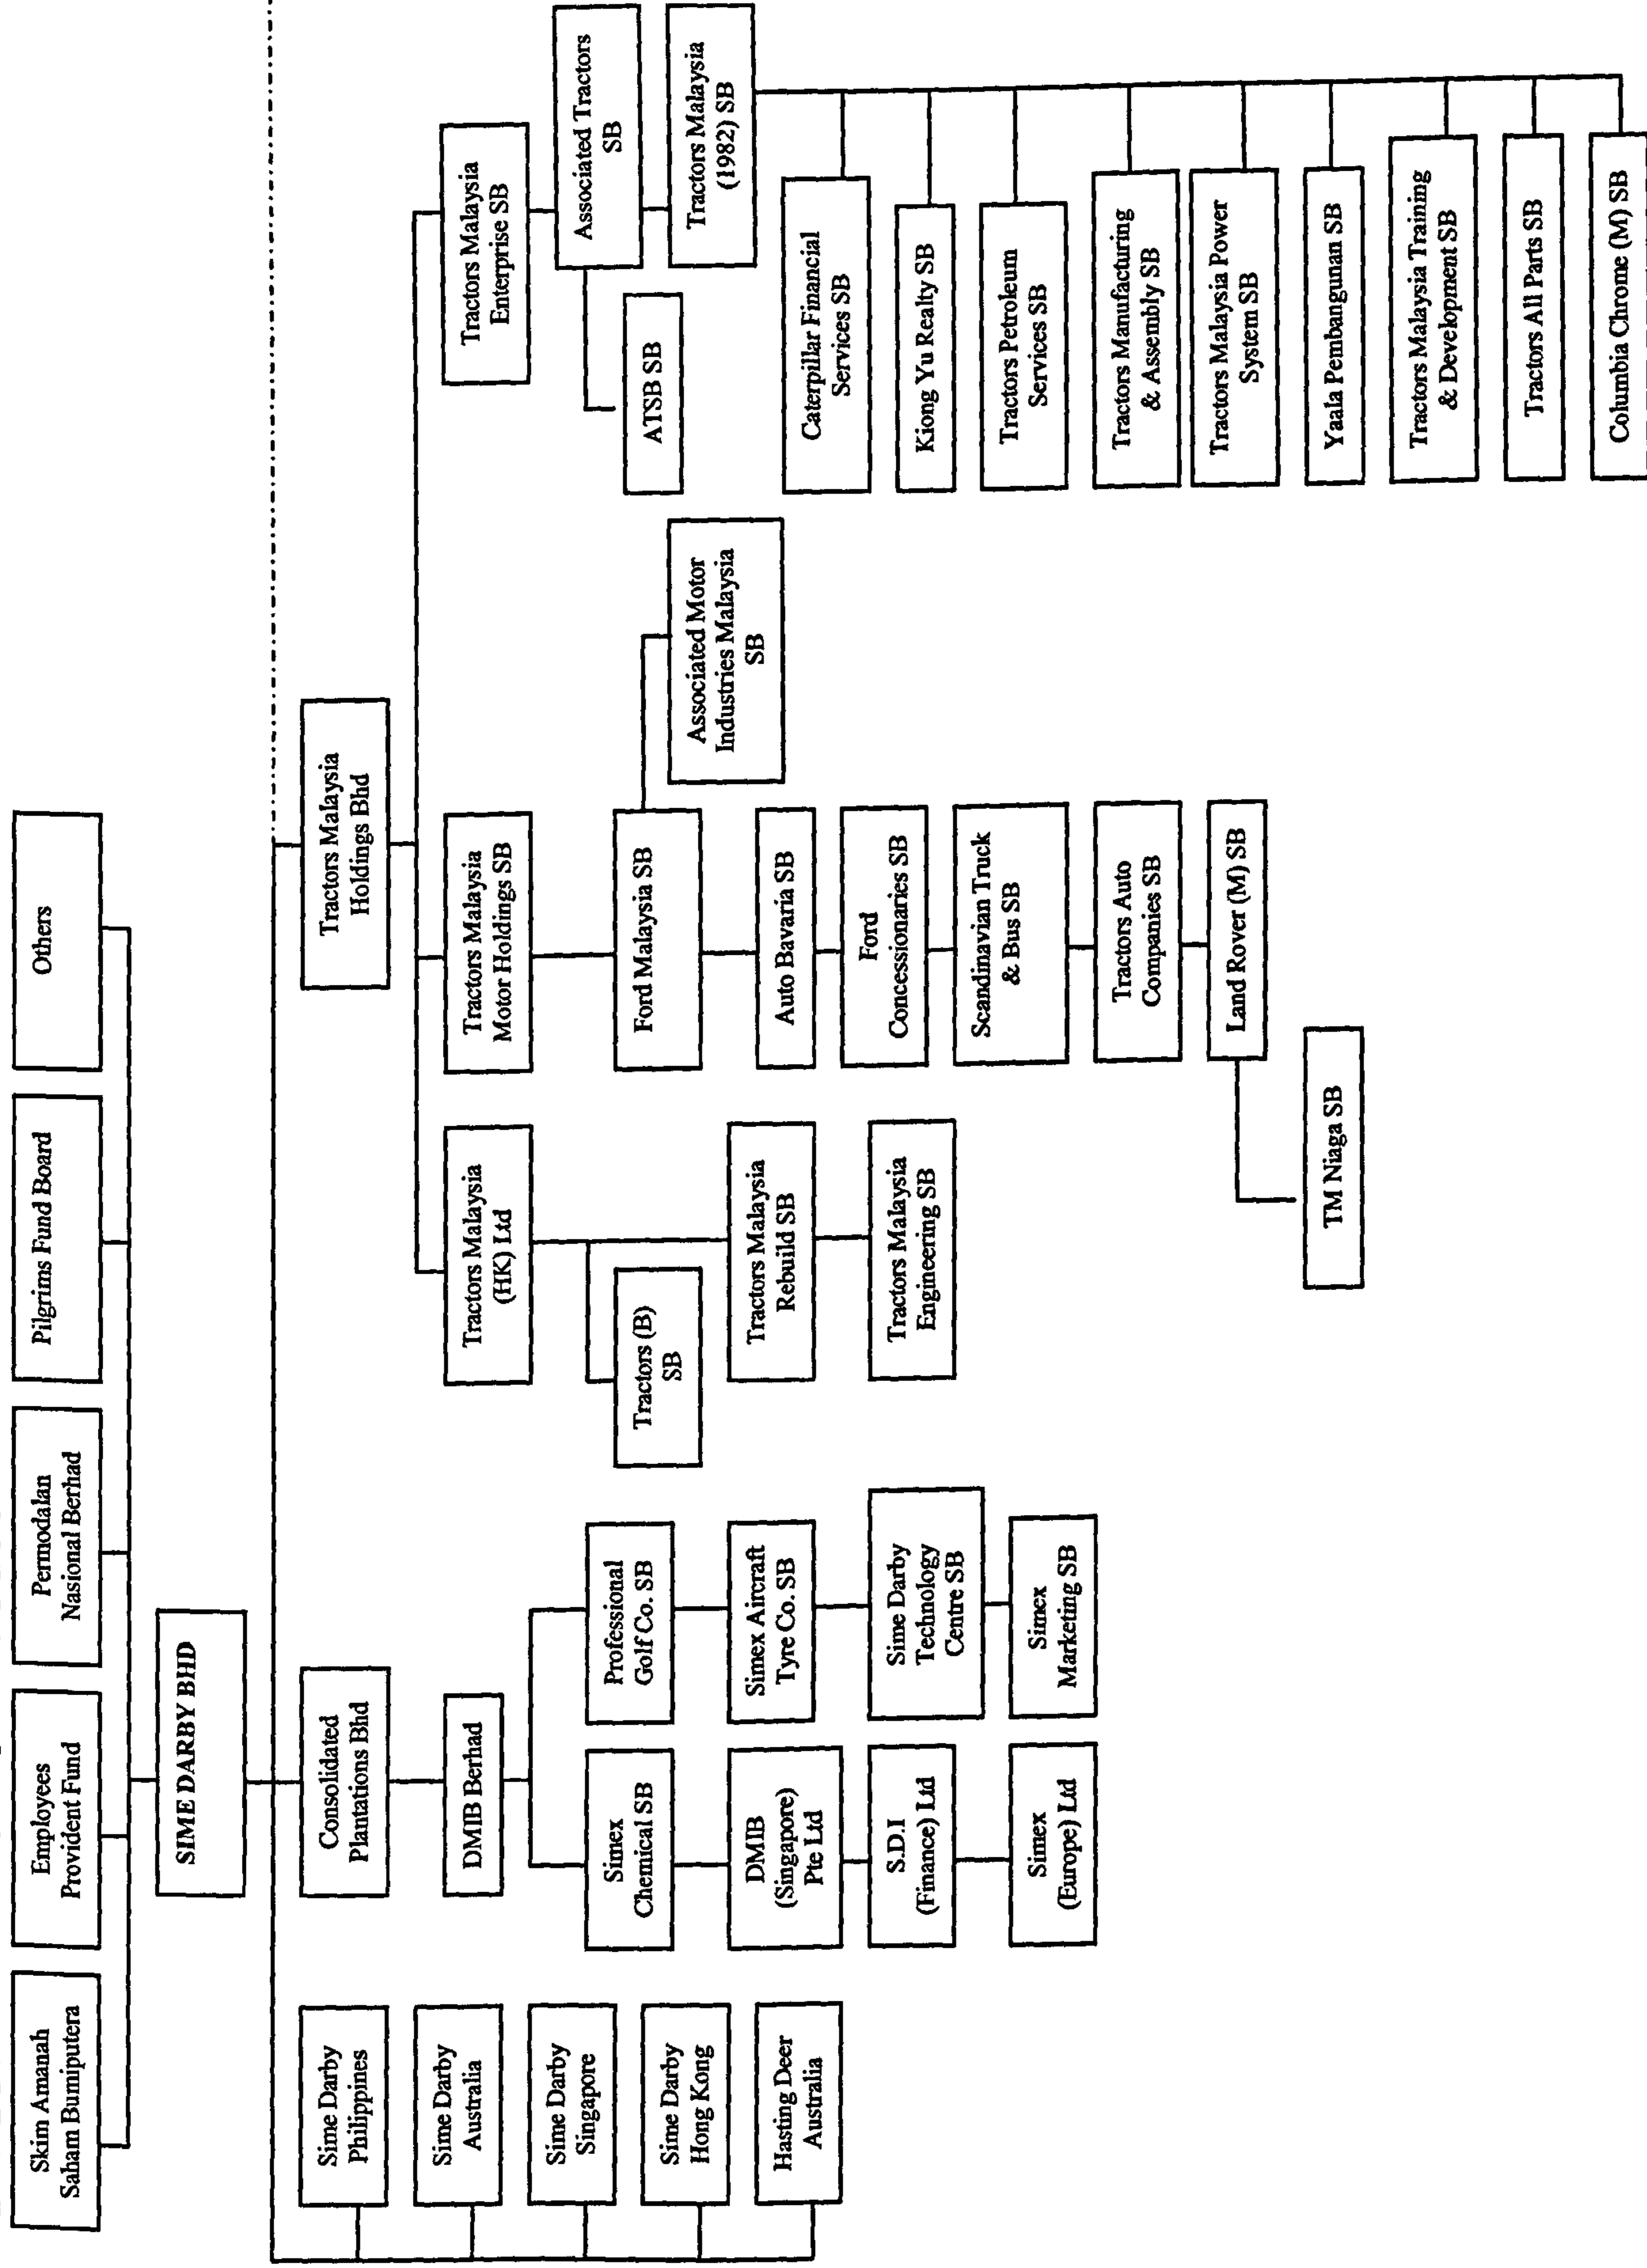 Skim Amanah
Saham Bumiputera
Employees
Provident Fund
Permodalan
Nasional Berhad
Pilgrims Fund Board
Others
SIME DARBY BHD
Sime Darby
Philippines
Sime Darby
Australia
Sime Darby
Singapore
Sime Darby
Hong Kong
Hasting Deer
Australia
Consolidated
Plantations Bhd
DMIB Berhad
Simex
Chemical SB
DMIB
(Singapore)
Pte Ltd
S.D.I
(Finance) Ltd
Simex
(Europe) Ltd
Professional
Golf Co. SB
Simex Aircraft
Tyre Co. SB
Sime Darby
Technology
Centre SB
Simex
Marketing SB
Tractors Malaysia
Holdings Bhd
Tractors Malaysia
(HK) Ltd
Tractors (B)
SB
Tractors Malaysia
Rebuild SB
Tractors Malaysia
Engineering SB
Tractors Malaysia
Motor Holdings SB
Ford Malaysia SB
Associated Motor
Industries Malaysia
SB
Auto Bavaria SB
Ford
Concessionaries SB
Scandinavian Truck
& Bus SB
Tractors Auto
Companies SB
Land Rover (M) SB
TM Niaga SB
Tractors Malaysia
Enterprise SB
Associated Tractors
SB
ATSB SB
Tractors Malaysia
(1982) SB
Caterpillar Financial
Services SB
Kiong Yu Realty SB
Tractors Petroleum
Services SB
Tractors Manufacturing
& Assembly SB
Tractors Malaysia Power
System SB
Yaala Pembangunan SB
Tractors Malaysia Training
& Development SB
Tractors All Parts SB
Columbia Chrome (M) SB